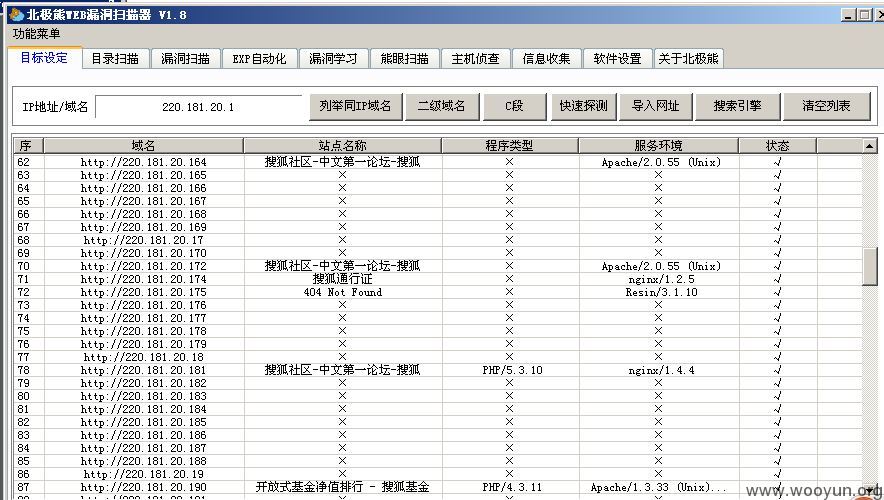 北极熊WEB漏洞扫描器 V1.8
功能菜单
目标设定 目录扫描 漏洞扫描 EXP自动化 漏洞学习 熊眼扫描 主机侦查 信息收集 软件设置 关于北极能
IP地址/域名 220.181.20.1 列举同IP域名 二级域名 C段 快速探测 导入网址 搜索引擎 清空列表
序 域名 站点名称 程序类型 服务环境 状态
62 http://220.181.20.164 搜狐社区-中文第一论坛-搜狐 × Apache/2.0.55 (Unix) √
63 http://220.181.20.165 × × × √
64 http://220.181.20.166 × × × √
65 http://220.181.20.167 × × × √
66 http://220.181.20.168 × × × √
67 http://220.181.20.169 × × × √
68 http://220.181.20.17 × × × √
69 http://220.181.20.170 × × × √
70 http://220.181.20.172 搜狐社区-中文第一论坛-搜狐 × Apache/2.0.55 (Unix) √
71 http://220.181.20.174 搜狐通行证 × nginx/1.2.5 √
72 http://220.181.20.175 404 Not Found × Resin/3.1.10 √
73 http://220.181.20.176 × × × √
74 http://220.181.20.177 × × × √
75 http://220.181.20.178 × × × √
76 http://220.181.20.179 × × × √
77 http://220.181.20.18 × × × √
78 http://220.181.20.181 搜狐社区-中文第一论坛-搜狐 PHP/5.3.10 nginx/1.4.4 √
79 http://220.181.20.182 × × × √
80 http://220.181.20.183 × × × √
81 http://220.181.20.184 × × × √
82 http://220.181.20.185 × × × √
83 http://220.181.20.186 × × × √
84 http://220.181.20.187 × × × √
85 http://220.181.20.188 × × × √
86 http://220.181.20.19 × × × √
87 http://220.181.20.190 开放式基金净值排行 - 搜狐基金 PHP/4.3.11 Apache/1.3.33 (Unix)... √
www.wooyun.org